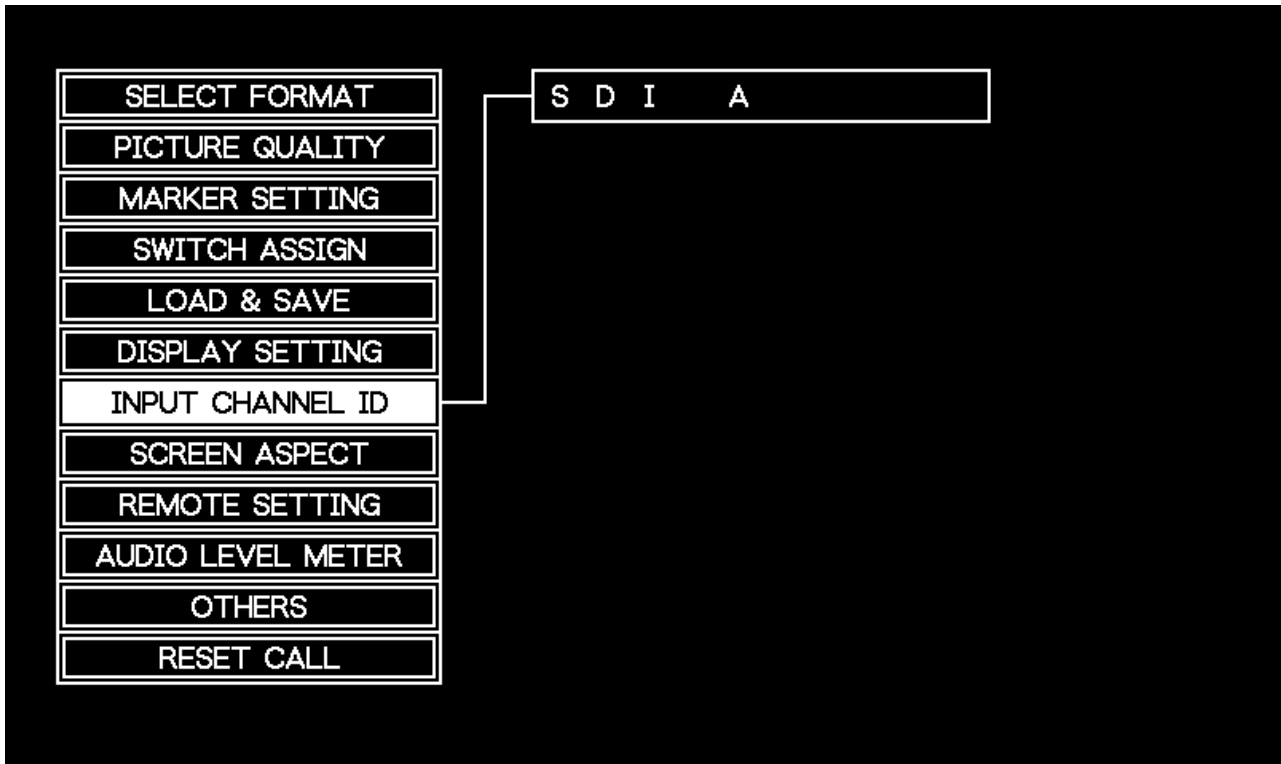 SELECT FORMAT
PICTURE QUALITY
MARKER SETTING
SWITCH ASSIGN
LOAD & SAVE
DISPLAY SETTING
INPUT CHANNEL ID
SCREEN ASPECT
REMOTE SETTING
AUDIO LEVEL METER
OTHERS
RESET CALL
S D I A